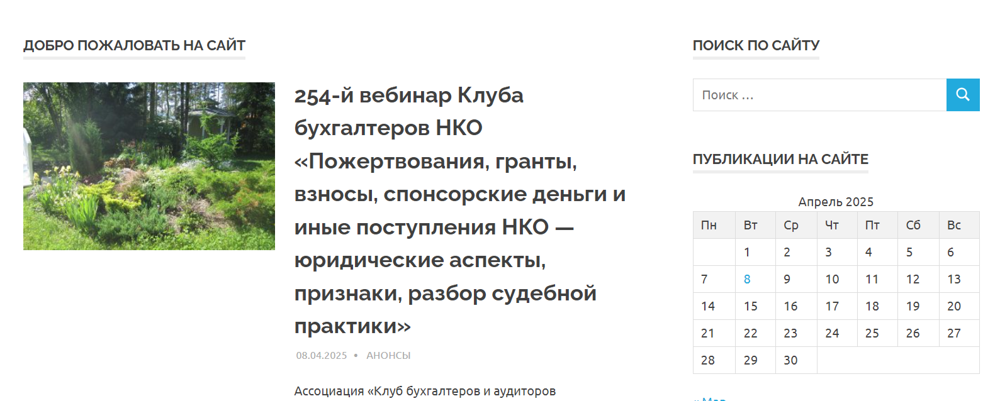 ДОБРО ПОЖАЛОВАТЬ НА САЙТ
254-й вебинар Клуба
бухгалтеров НКО
«Пожертвования, гранты,
взносы, спонсорские деньги и
иные поступления НКО —
юридические аспекты,
признаки, разбор судебной
практики»
08.04.2025 • АНОНСЫ
Ассоциация «Клуб бухгалтеров и аудиторов
ПОИСК ПО САЙТУ
Поиск …
ПУБЛИКАЦИИ НА САЙТЕ
Апрель 2025
Пн Вт Ср Чт Пт Сб Вс
1 2 3 4 5 6
7 8 9 10 11 12 13
14 15 16 17 18 19 20
21 22 23 24 25 26 27
28 29 30
« Мар